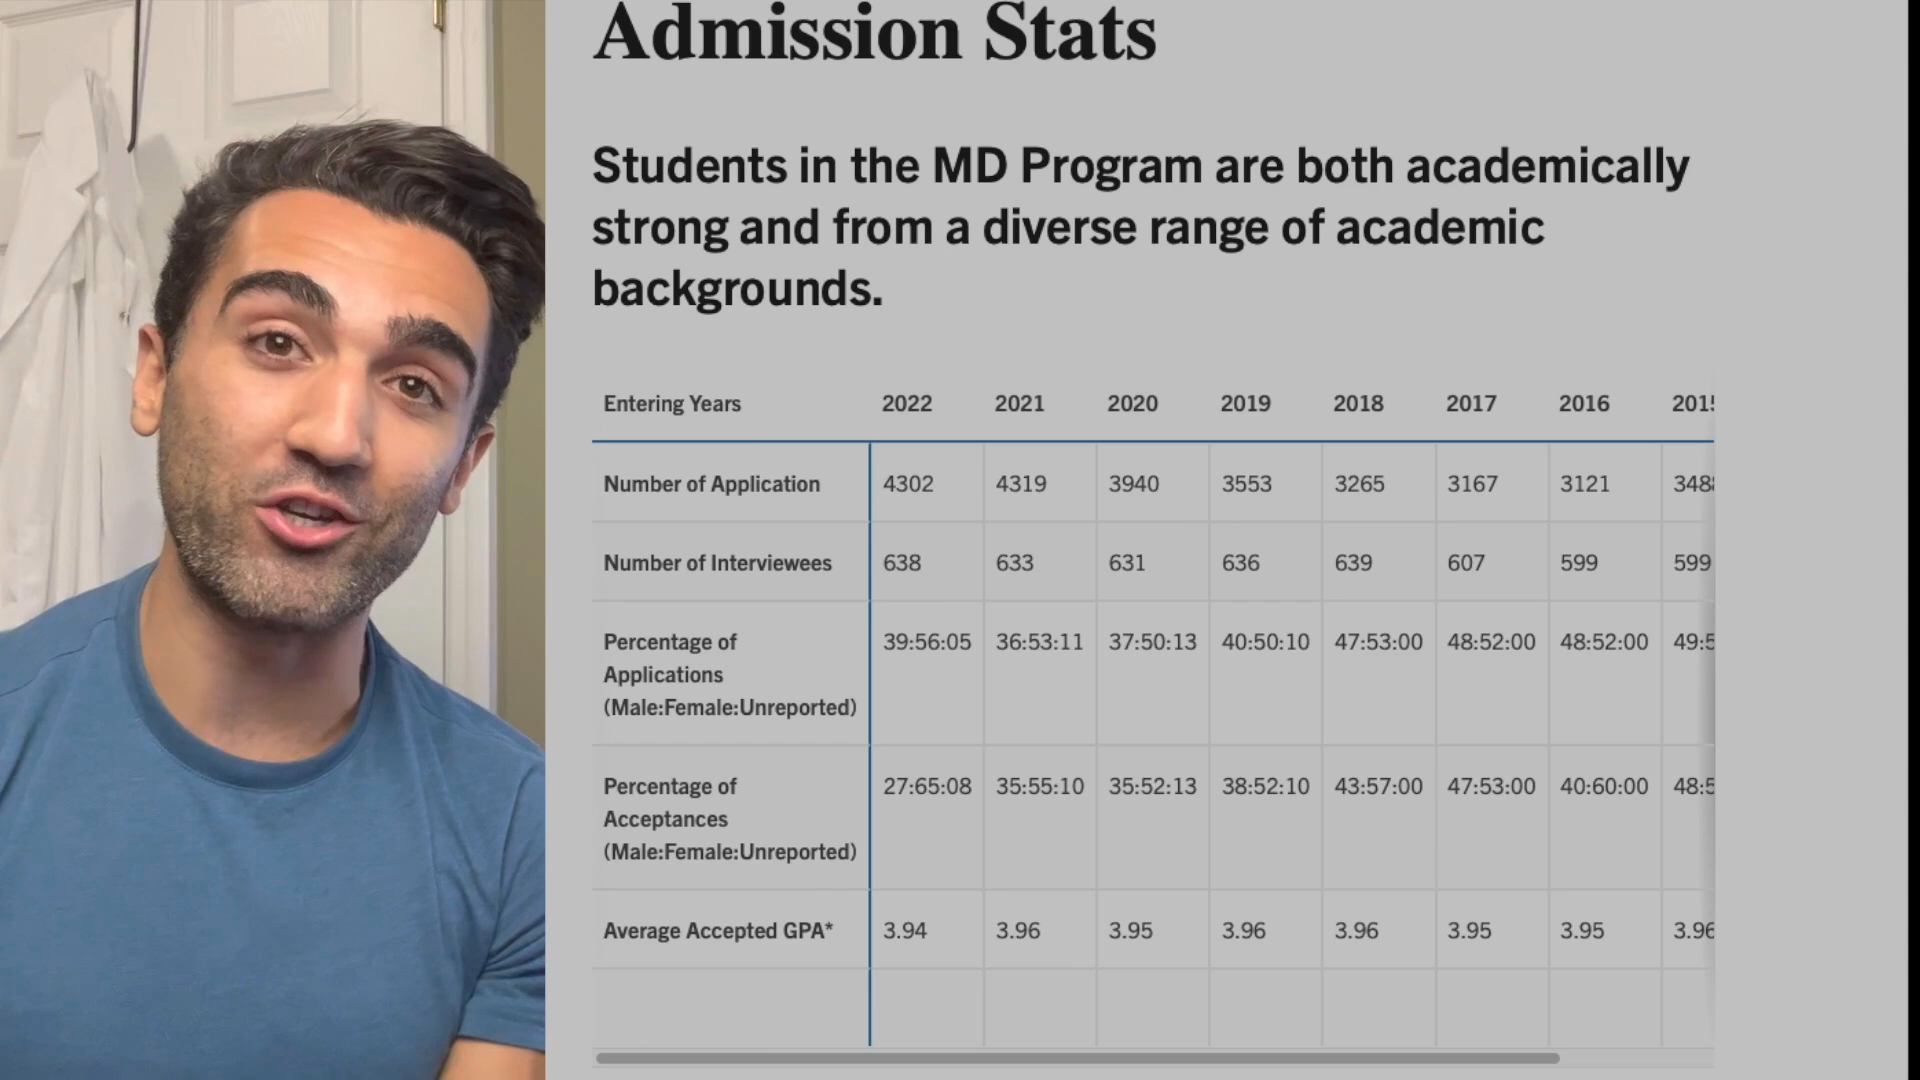 Admission Stats
Students in the MD Program are both academically
strong and from a diverse range of academic
backgrounds.
Entering Years 2022 2021 2020 2019 2018 2017 2016
Number of Application 4302 4319 3940 3553 3265 3167 3121
Number of Interviewees 638 633 631 636 639 607 599 599
Percentage of 39:56:05 36:53:11 37:50:13 40:50:10 47:53:00 48:52:00 48:52:00 49:5
Applications
(Male:Female:Unreported)
Percentage of 27:65:08 35:55:10 35:52:13 38:52:10 43:57:00 47:53:00 40:60:00 48:5
Acceptances
(Male:Female:Unreported)
Average Accepted GPA* 3.94 3.96 3.95 3.96 3.96 3.95 3.95 3.96